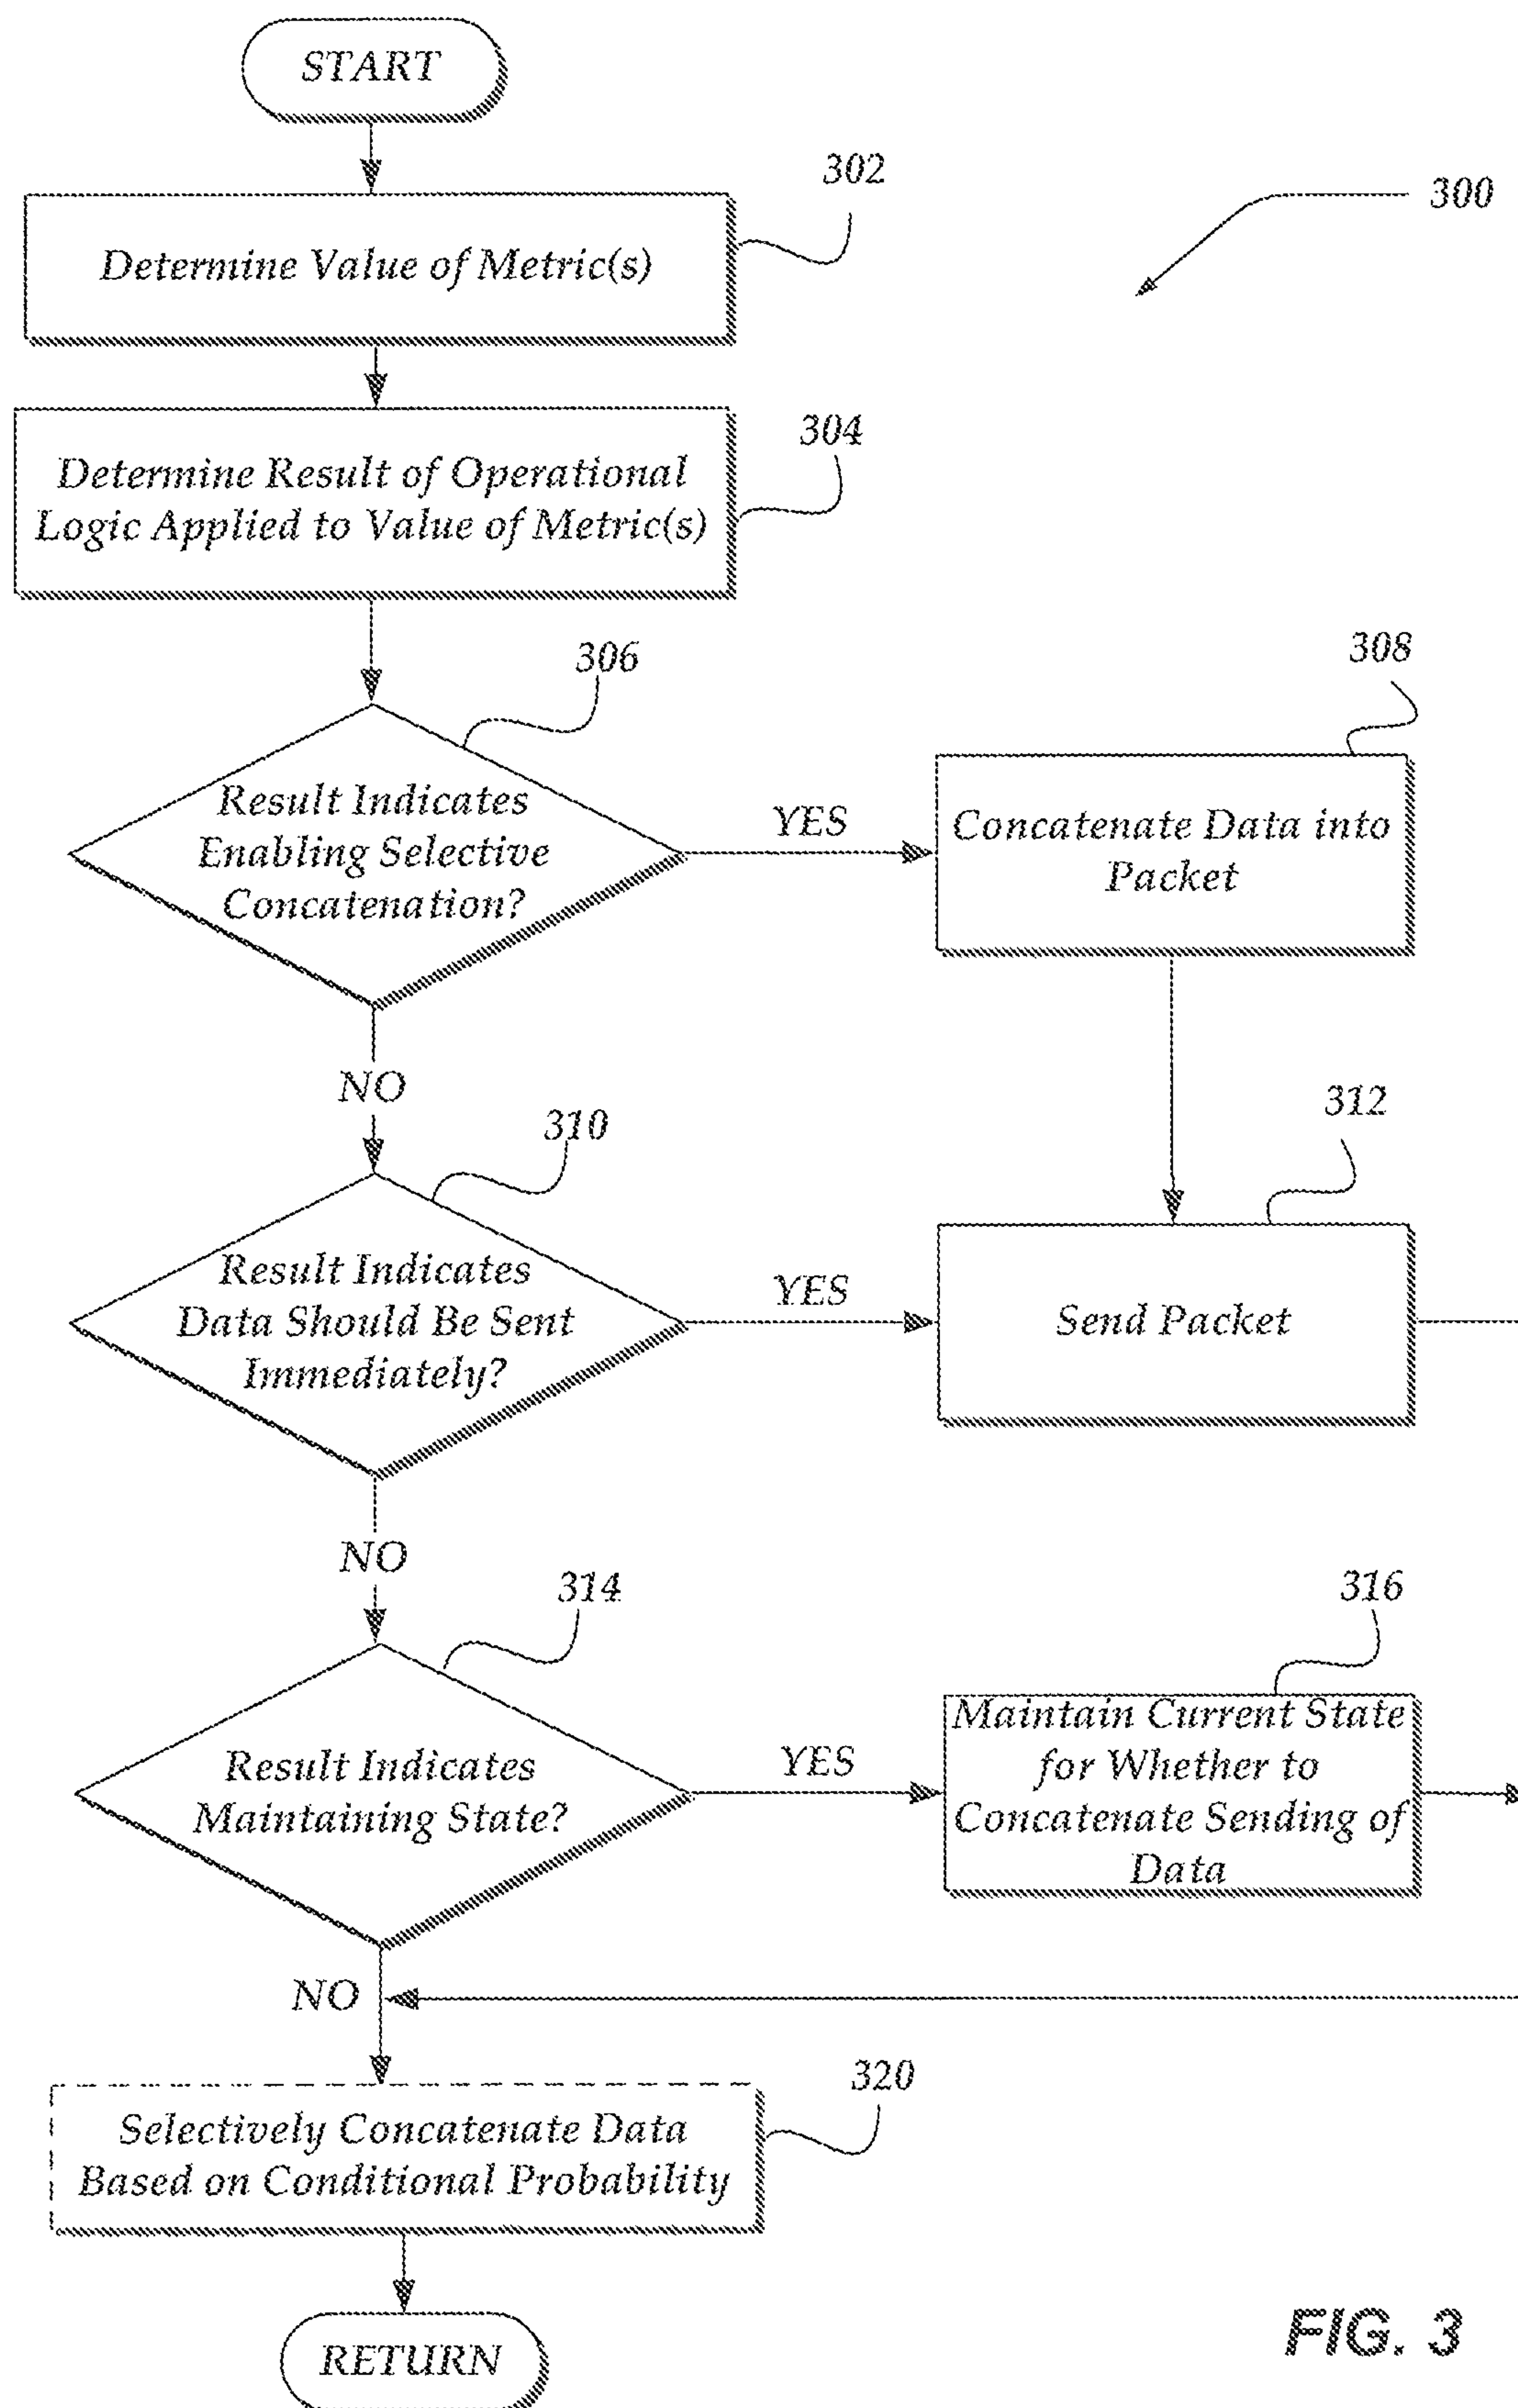 START
302
300
Determine Value of Metric(s)
304
Determine Result of Operational
Logic Applied to Value of Metric(s)
306
308
Result Indicates
Enabling Selective
Concatenation?
YES
Concatenate Data into
Packet
NO
310
312
Result Indicates
Data Should Be Sent
Immediately?
YES
Send Packet
NO
314
316
Result Indicates
Maintaining State?
YES
Maintain Current State
for Whether to
Concatenate Sending of
Data
NO
320
Selectively Concatenate Data
Based on Conditional Probability
RETURN
FIG. 3